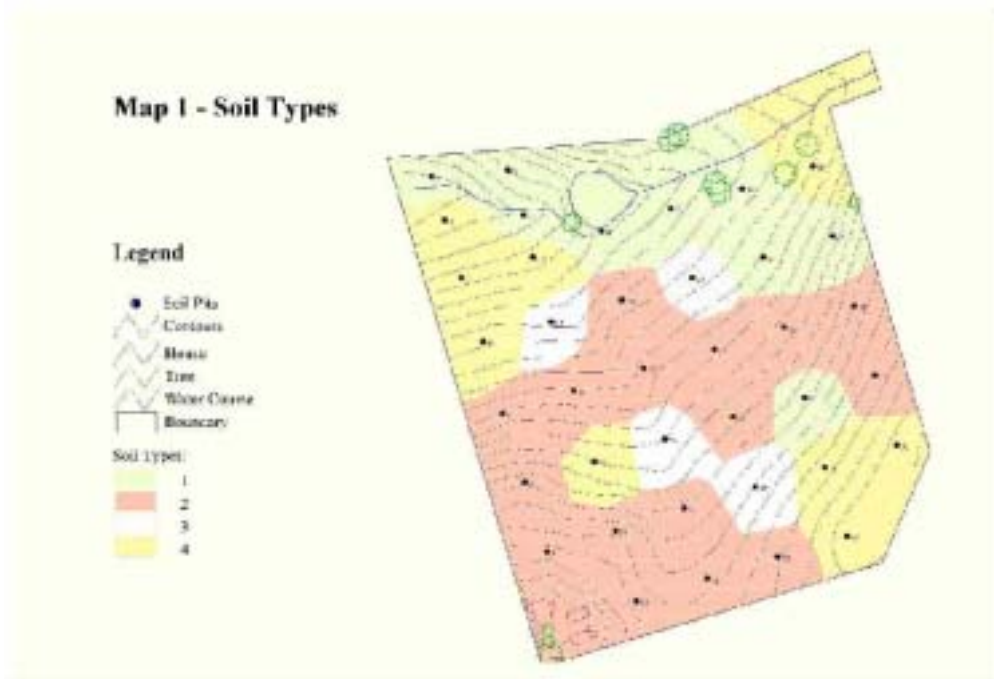 Map 1 - Soil Types
Legend
Soil Pits
Contours
House
Tree
Water Course
Boundary
Soil Types:
1
2
3
4